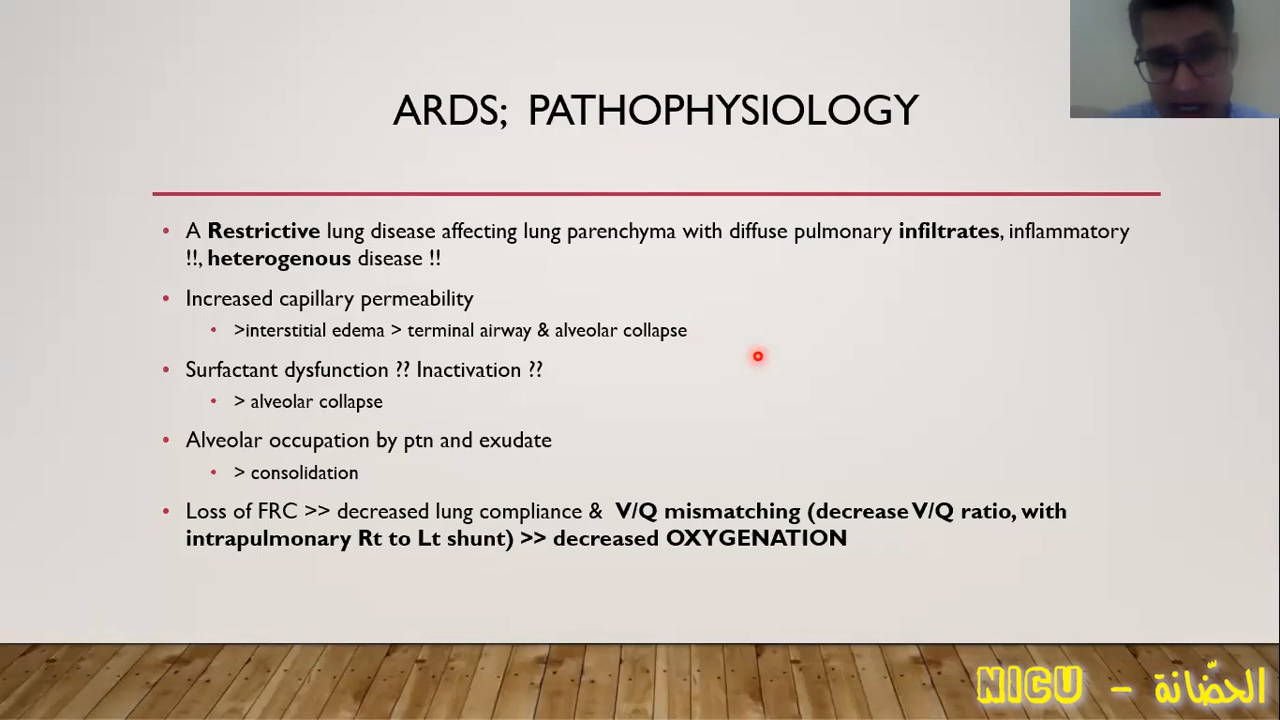 ARDS; PATHOPHYSIOLOGY
• A Restrictive lung disease affecting lung parenchyma with diffuse pulmonary infiltrates, inflammatory
!!, heterogenous disease !!
• Increased capillary permeability
• >interstitial edema > terminal airway & alveolar collapse
• Surfactant dysfunction ?? Inactivation ??
• > alveolar collapse
• Alveolar occupation by ptn and exudate
• > consolidation
• Loss of FRC >> decreased lung compliance & V/Q mismatching (decrease V/Q ratio, with
intrapulmonary Rt to Lt shunt) >> decreased OXYGENATION
NICU - الحضّانة